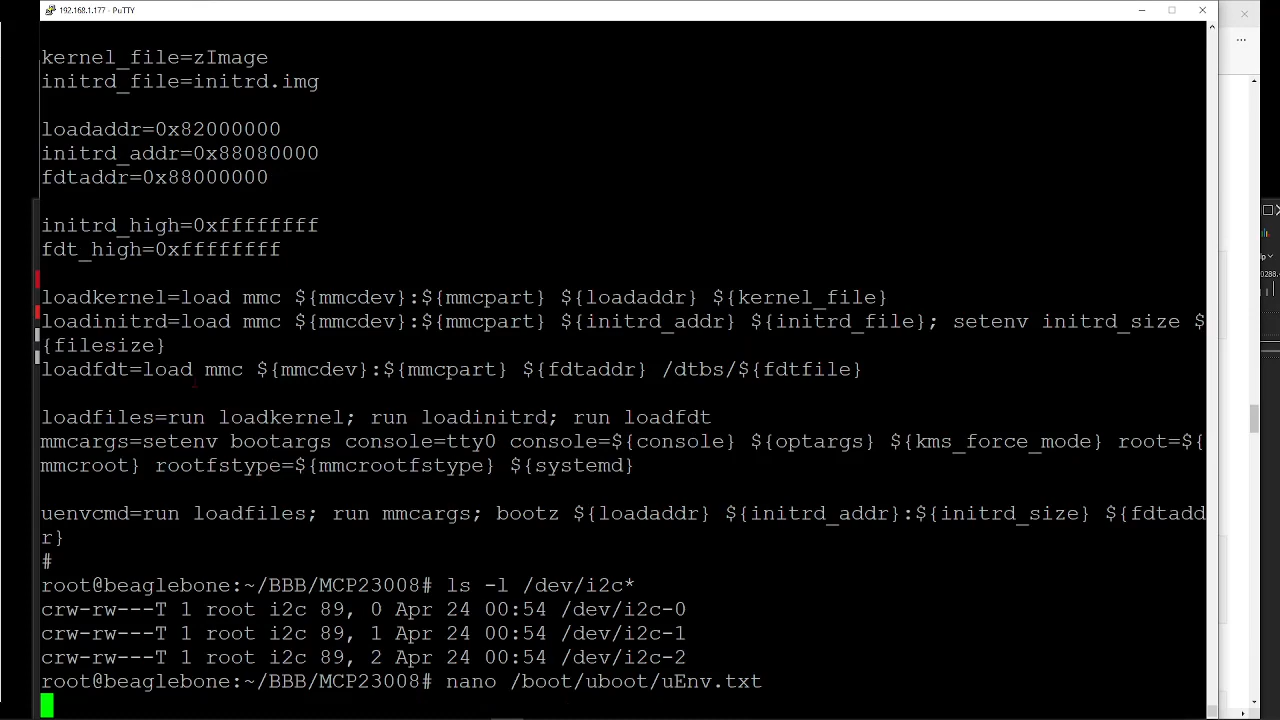 192.168.1.177 - PuTTY
kernel_file=zImage
initrd_file=initrd.img
loadaddr=0x82000000
initrd_addr=0x88080000
fdtaddr=0x88000000
initrd_high=0xffffffff
fdt_high=0xffffffff
loadkernel=load mmc ${mmcdev}:${mmcpart} ${loadaddr} ${kernel_file}
loadinitrd=load mmc ${mmcdev}:${mmcpart} ${initrd_addr} ${initrd_file}; setenv initrd_size $
{filesize}
loadfdt=load mmc ${mmcdev}:${mmcpart} ${fdtaddr} /dtbs/${fdtfile}
loadfiles=run loadkernel; run loadinitrd; run loadfdt
mmcargs=setenv bootargs console=tty0 console=${console} ${optargs} ${kms_force_mode} root=${
mmcroot} rootfstype=${mmcrootfstype} ${systemd}
uenvcmd=run loadfiles; run mmcargs; bootz ${loadaddr} ${initrd_addr}:${initrd_size} ${fdtadd
r}
#
root@beaglebone:~/BBB/MCP23008# ls -l /dev/i2c*
crw-rw---T 1 root i2c 89, 0 Apr 24 00:54 /dev/i2c-0
crw-rw---T 1 root i2c 89, 1 Apr 24 00:54 /dev/i2c-1
crw-rw---T 1 root i2c 89, 2 Apr 24 00:54 /dev/i2c-2
root@beaglebone:~/BBB/MCP23008# nano /boot/uboot/uEnv.txt